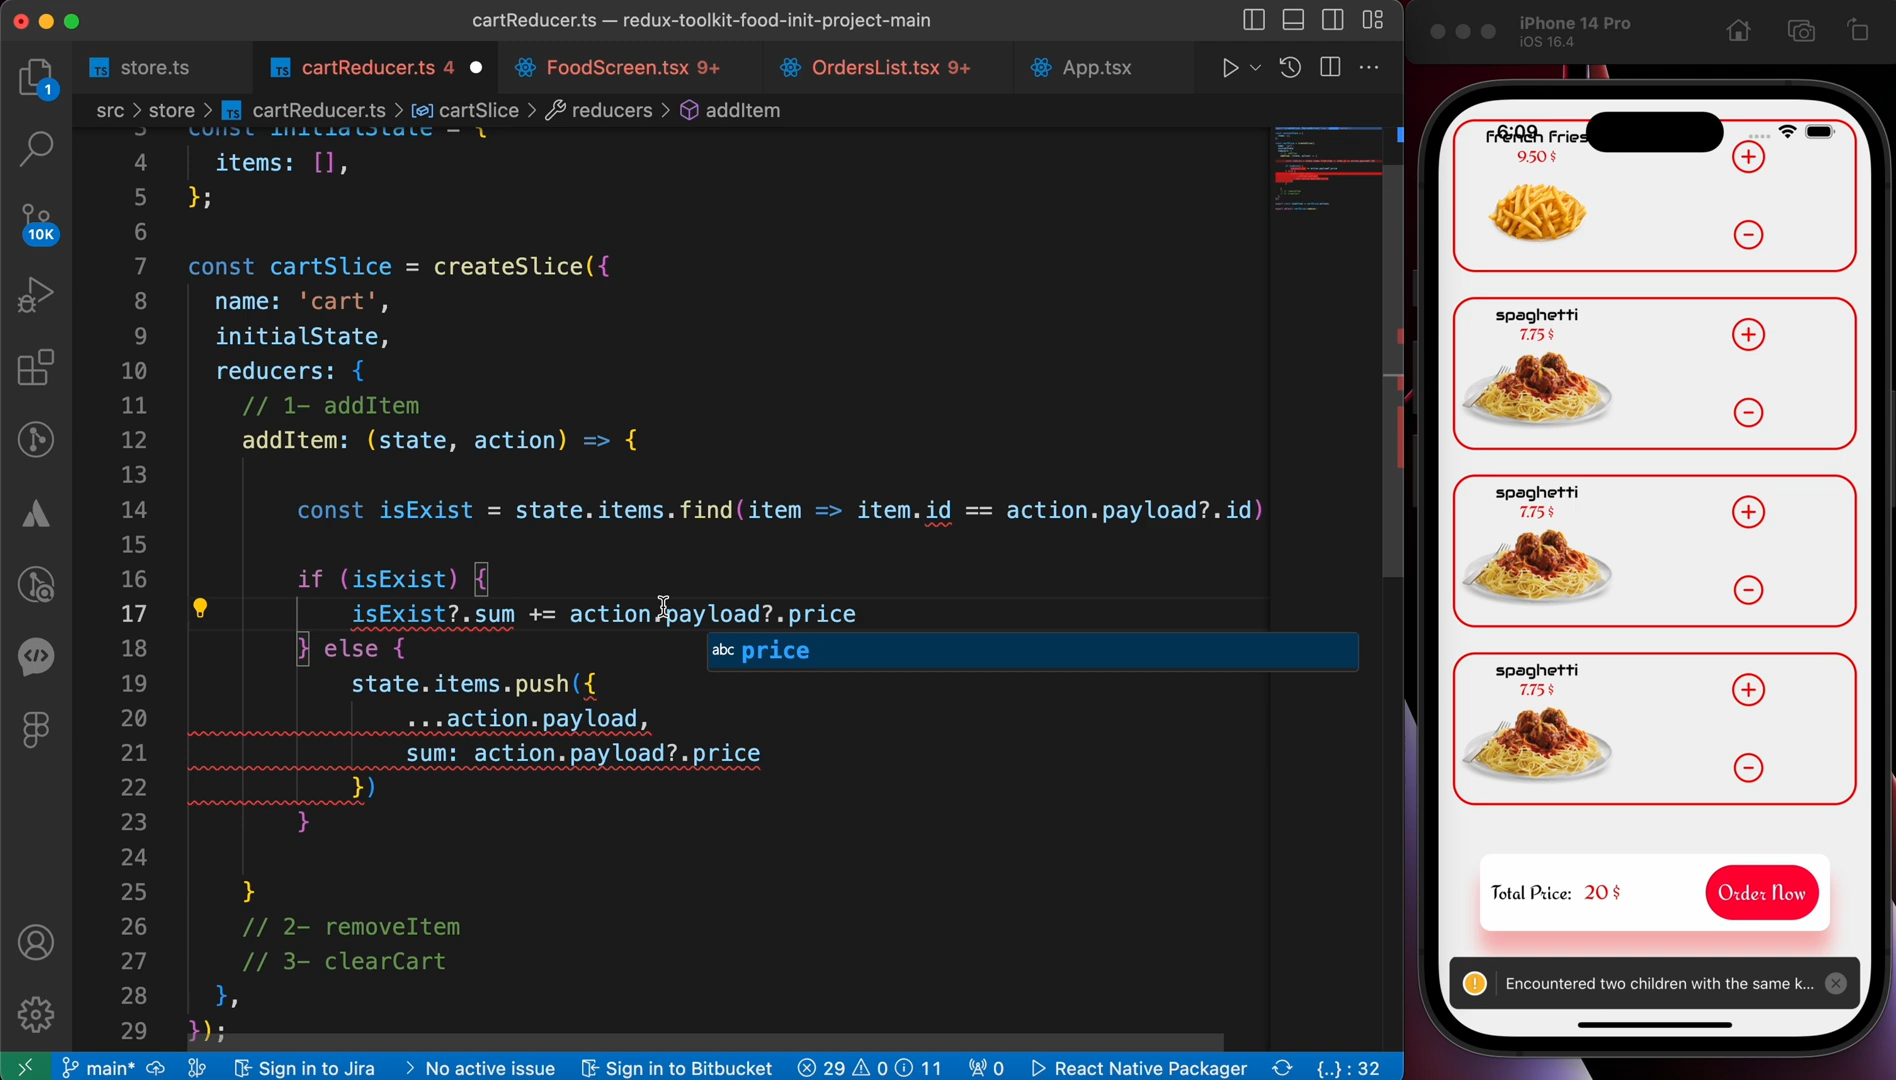 cartReducer.ts — redux-toolkit-food-init-project-main
TS store.ts
TS cartReducer.ts 4
FoodScreen.tsx 9+
OrdersList.tsx 9+
App.tsx
src > store > TS cartReducer.ts > cartSlice > reducers > addItem
3 const initialState = {
4 items: [],
5 };
6
7 const cartSlice = createSlice({
8 name: 'cart',
9 initialState,
10 reducers: {
11 // 1- addItem
12 addItem: (state, action) => {
13
14 const isExist = state.items.find(item => item.id == action.payload?.id)
15
16 if (isExist) {
17 isExist?.sum += action.payload?.price
18 } else {
abc price
19 state.items.push({
20 ...action.payload,
21 sum: action.payload?.price
22 })
23 }
24
25 }
26 // 2- removeItem
27 // 3- clearCart
28 },
29 });
1
10K
main*
Sign in to Jira
No active issue
Sign in to Bitbucket
29 0 11
0
React Native Packager
{..} : 32
iPhone 14 Pro
iOS 16.4
6:09
french fries
9.50 $
spaghetti
7.75 $
spaghetti
7.75 $
spaghetti
7.75 $
Total Price: 20 $
Order Now
! Encountered two children with the same k...